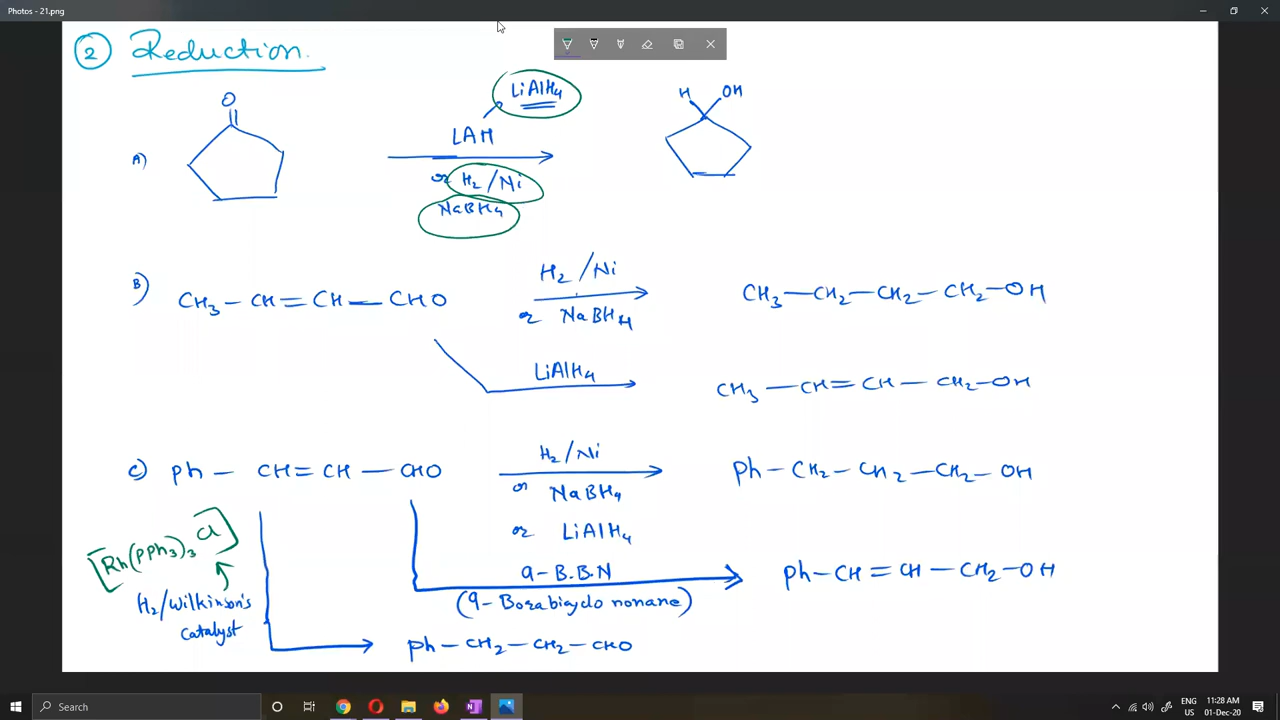 Photos - 21.png
2 Reduction.
O
H OH
LiAlH4
LAH
A)
or H2/Ni
NaBH4
B) CH3 — CH = CH — CHO
H2/Ni
or NaBH4
CH3 — CH2 — CH2 — CH2 — OH
LiAlH4
CH3 — CH = CH — CH2 — OH
C) Ph — CH = CH — CHO
H2/Ni
or NaBH4
or LiAlH4
Ph — CH2 — CH2 — CH2 — OH
9-B.B.N
(9-Borabicyclo nonane)
Ph — CH = CH — CH2 — OH
[Rh(PPh3)3 Cl]
H2/Wilkinson's
catalyst
Ph — CH2 — CH2 — CHO
Search
ENG
US
11:28 AM
01-Dec-20